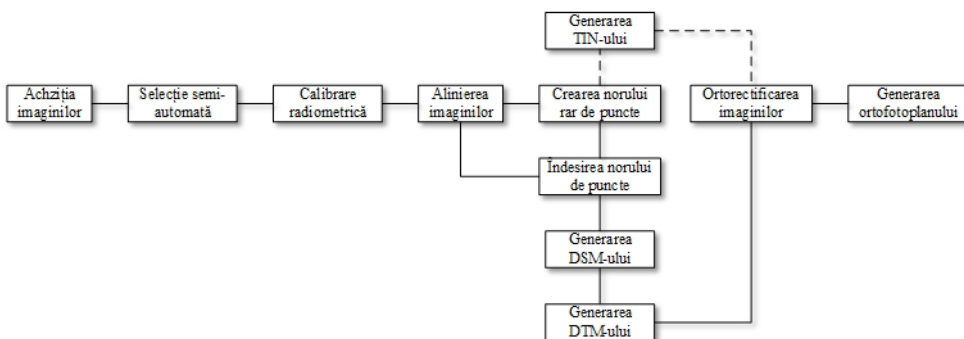 Generarea
TIN-ului
Achziția
imaginilor
Selecție semi-
automată
Calibrare
radiometrică
Alinierea
imaginilor
Crearea norului
rar de puncte
Ortorectificarea
imaginilor
Generarea
ortofotoplanului
Îndesirea norului
de puncte
Generarea
DSM-ului
Generarea
DTM-ului